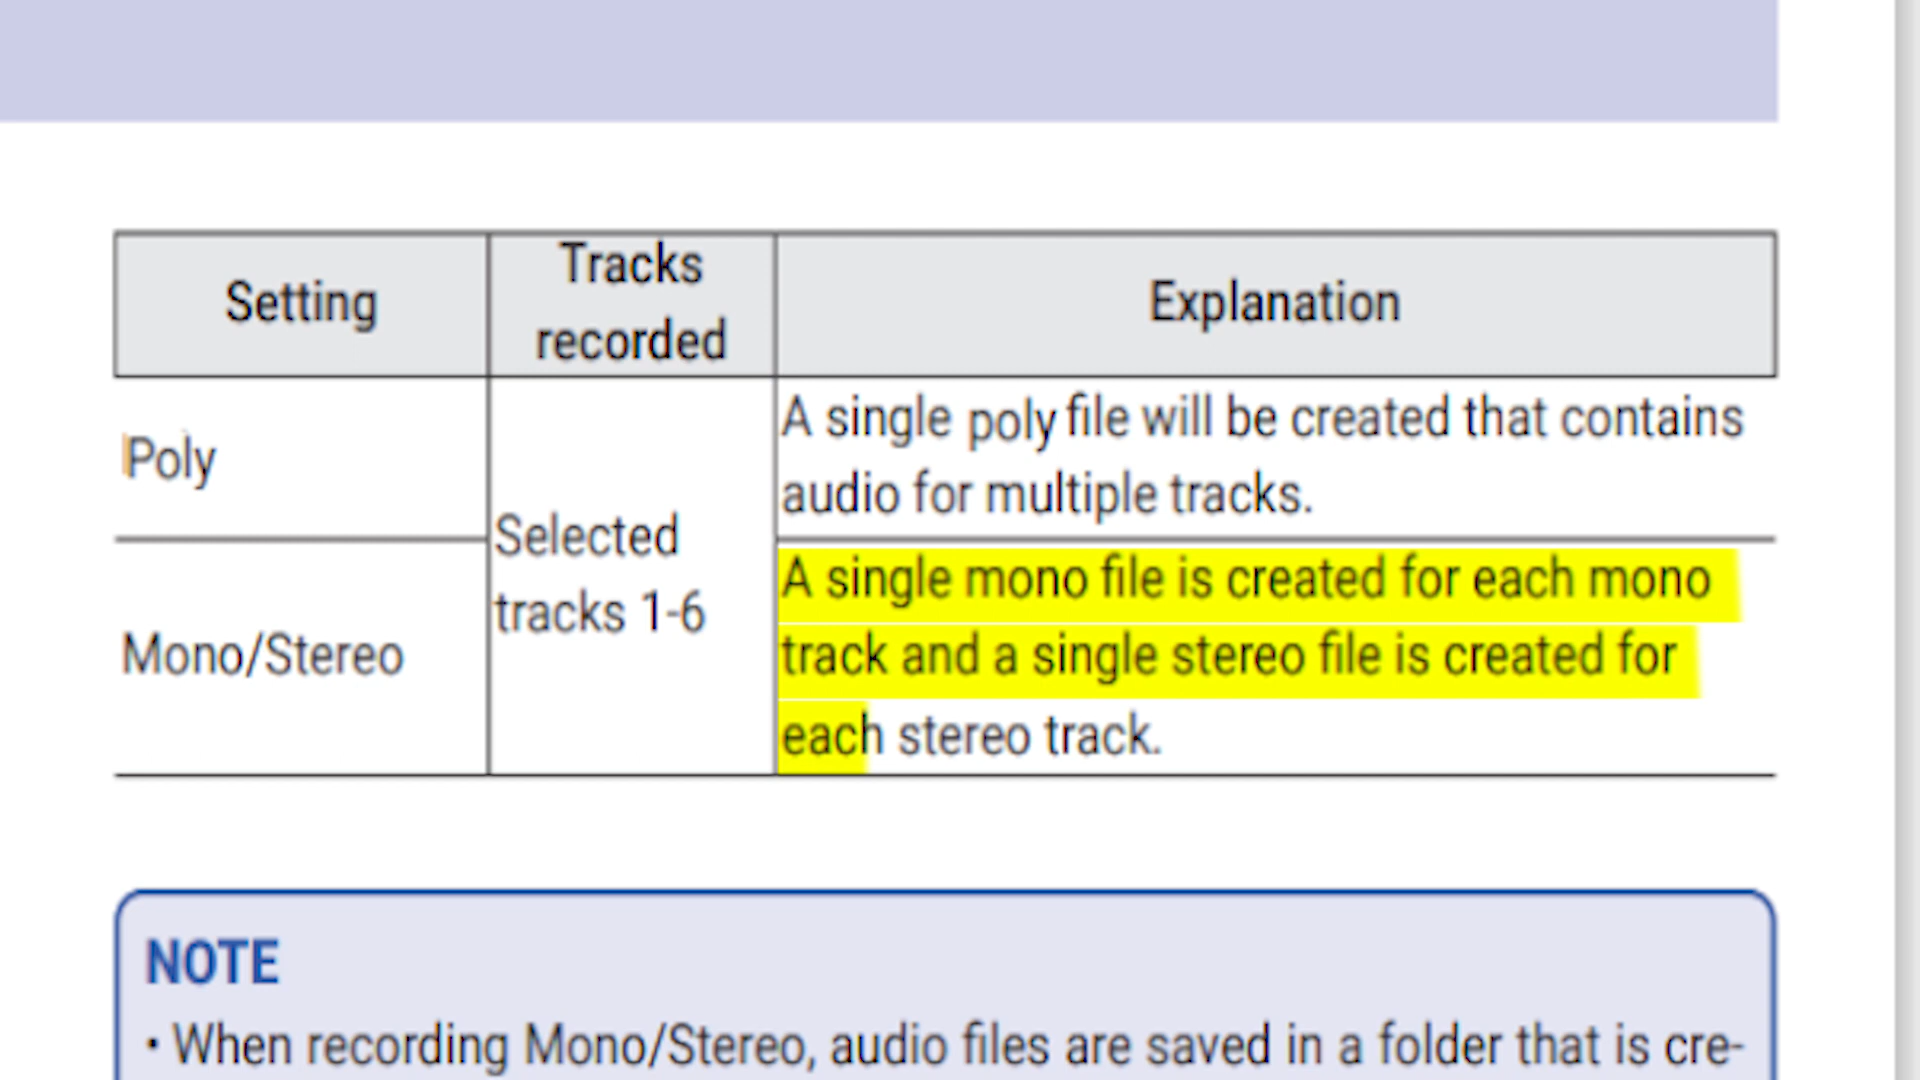 Setting
Tracks
recorded
Explanation
Poly
A single poly file will be created that contains
audio for multiple tracks.
Selected
tracks 1-6
Mono/Stereo
A single mono file is created for each mono
track and a single stereo file is created for
each stereo track.
NOTE
• When recording Mono/Stereo, audio files are saved in a folder that is cre-